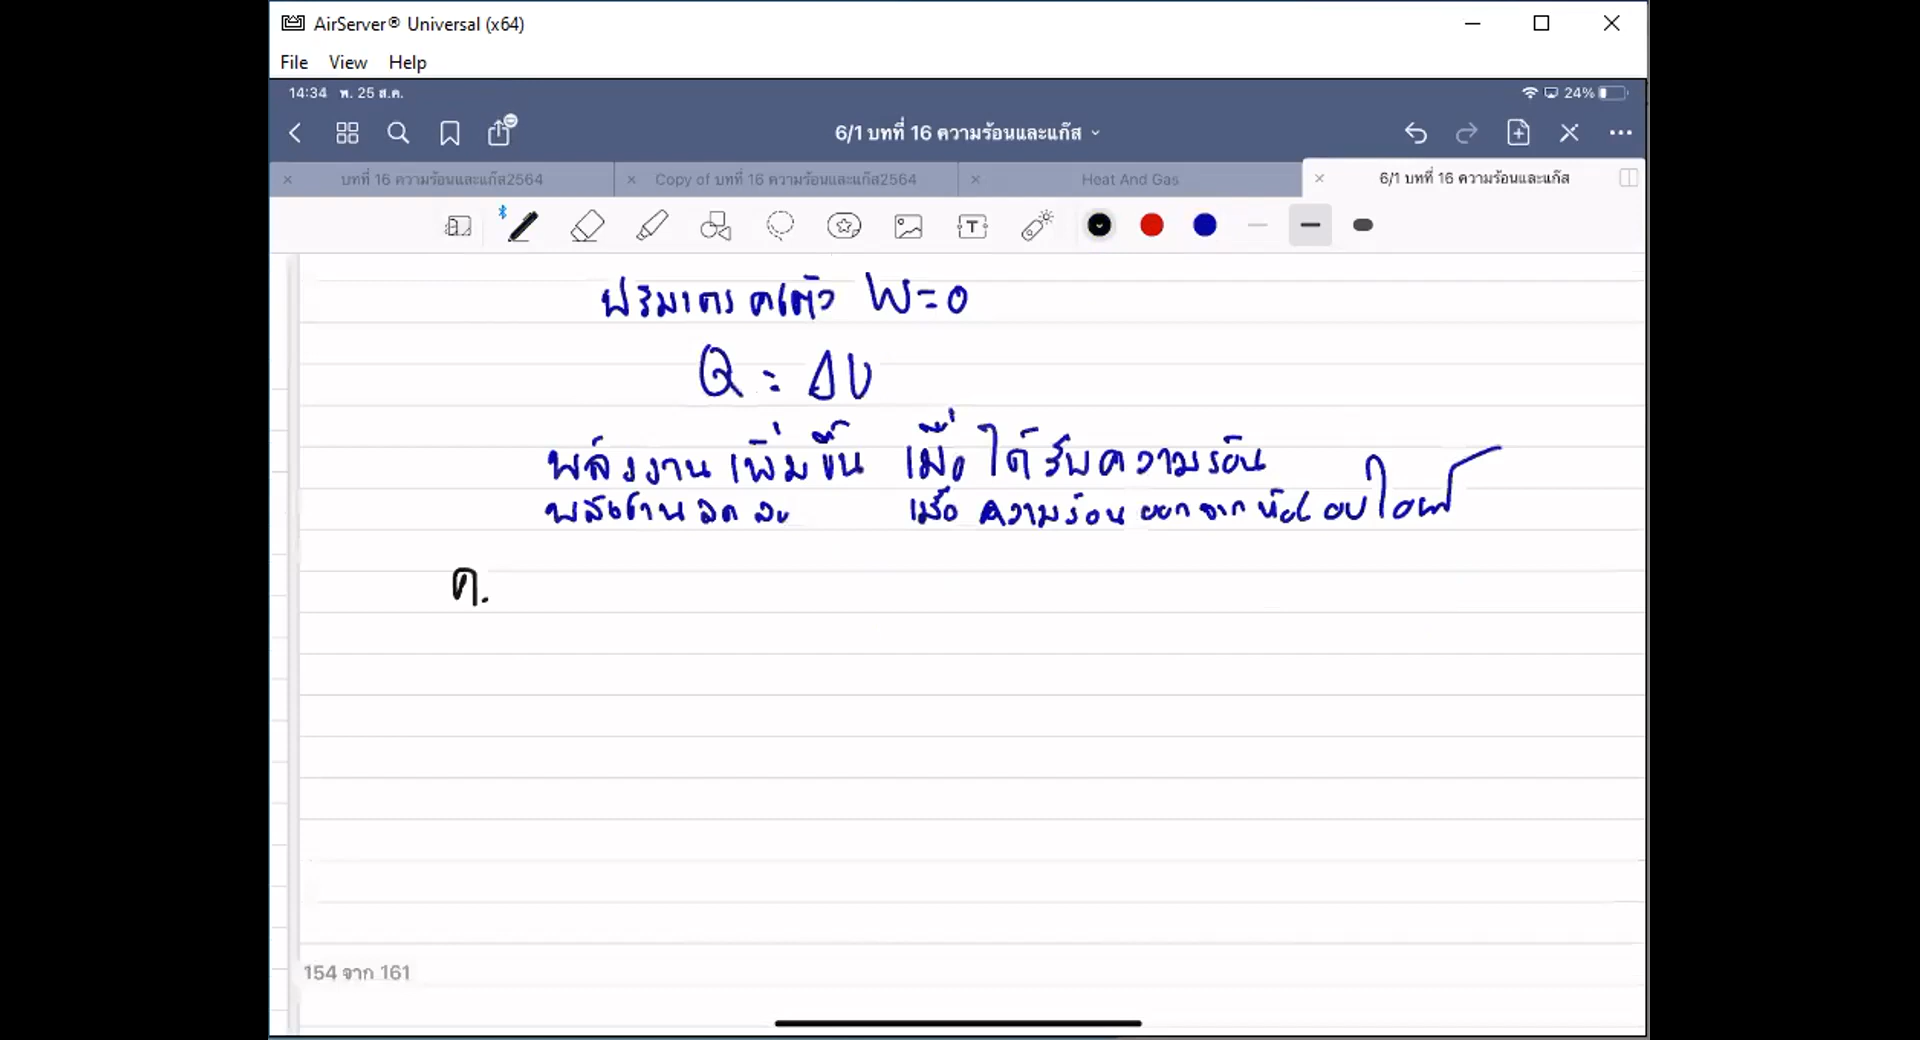 AirServer® Universal (x64)
File View Help
14:34 พ. 25 ส.ค. 24%
6/1 บทที่ 16 ความร้อนและแก๊ส
บทที่ 16 ความร้อนและแก๊ส2564 Copy of บทที่ 16 ความร้อนและแก๊ส2564 Heat And Gas 6/1 บทที่ 16 ความร้อนและแก๊ส
ปริมาตร คงตัว W=0
Q = ΔU
พลังงาน เพิ่มขึ้น เมื่อ ได้รับความร้อน
พลังงาน ลด ลง เมื่อ ความร้อน ออกจาก ห้อง อบไอน้ำ
ค.
154 จาก 161